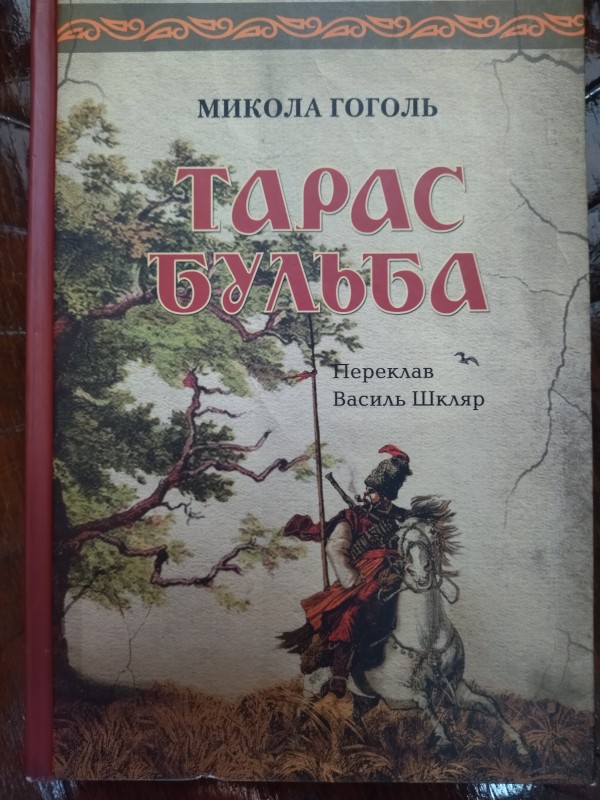 МИКОЛА ГОГОЛЬ
ТАРАС
БУЛЬБА
Переклав
Василь Шкляр